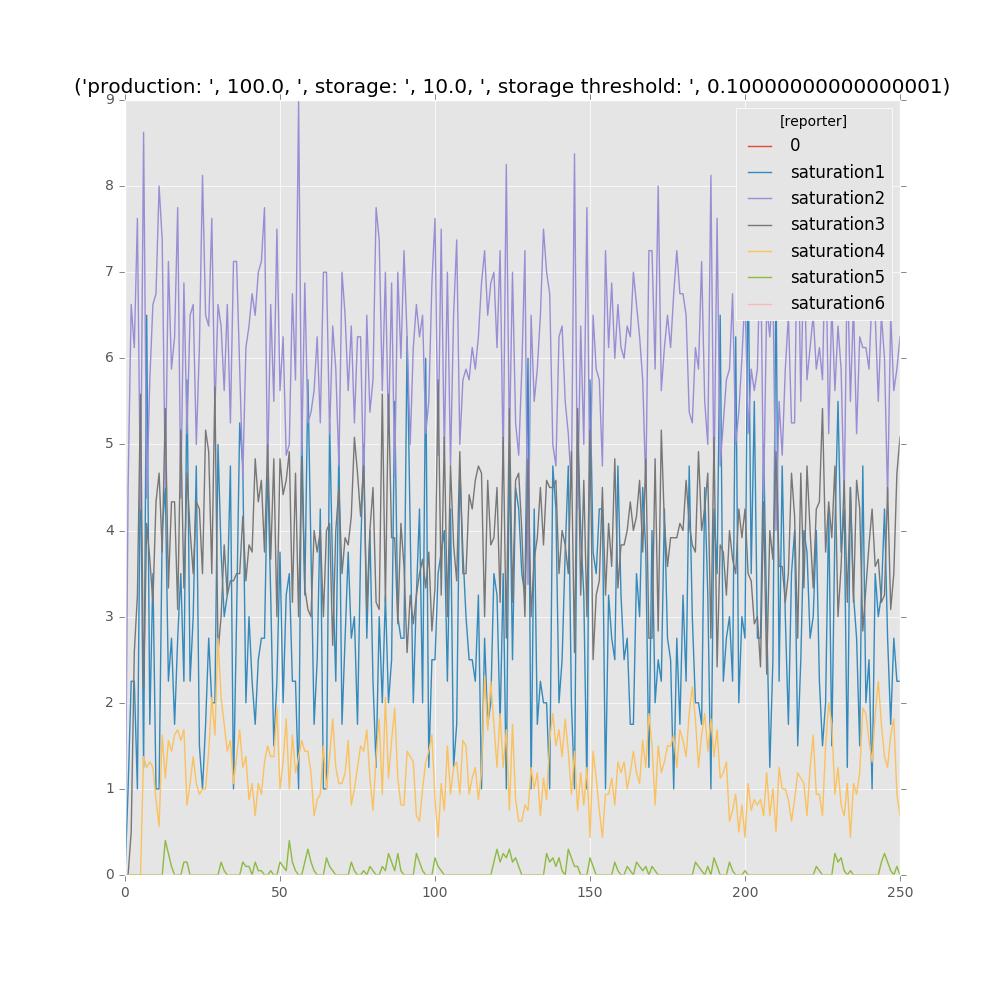 ('production: ', 100.0, ', storage: ', 10.0, ', storage threshold: ', 0.10000000000000001)
9
8
7
6
5
4
3
2
1
0
0 50 100 150 200 250
[reporter]
0
saturation1
saturation2
saturation3
saturation4
saturation5
saturation6